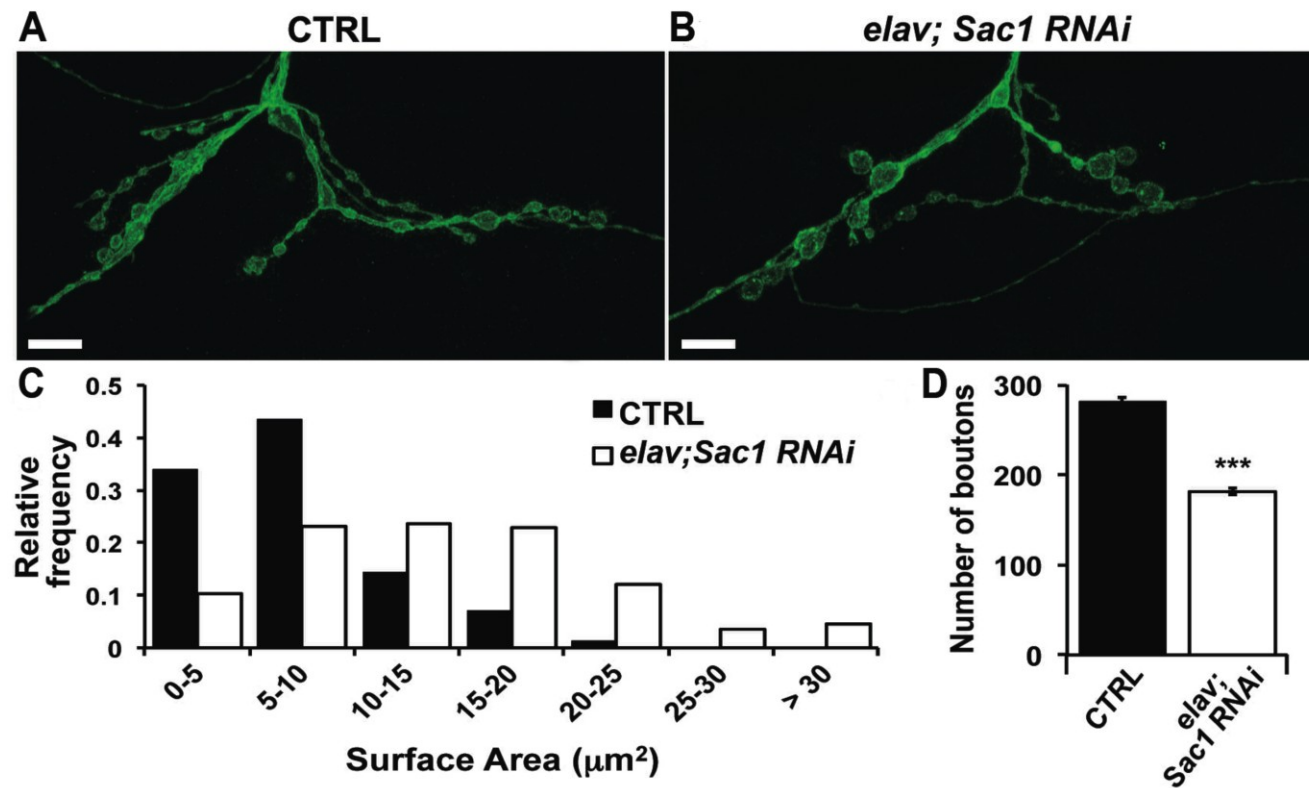 A
CTRL
B
elav; Sac1 RNAi
C
0.5
0.4
0.3
0.2
0.1
0
Relative
frequency
CTRL
elav;Sac1 RNAi
0-5
5-10
10-15
15-20
20-25
25-30
> 30
Surface Area (μm²)
D
300
200
100
0
Number of boutons
***
CTRL
elav;
Sac1 RNAi